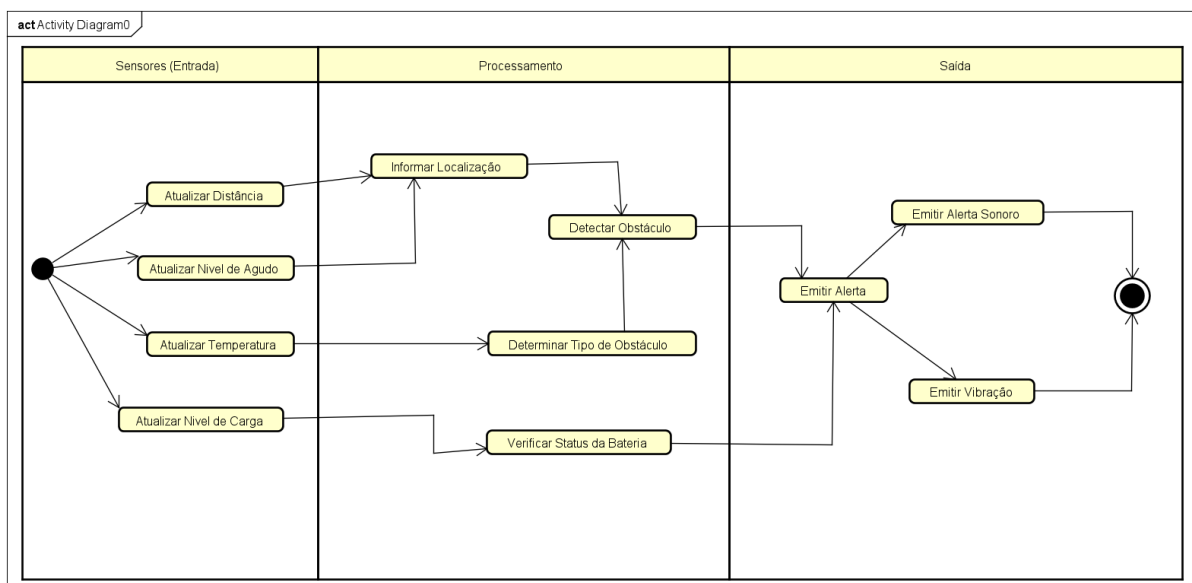 act Activity Diagram0
Sensores (Entrada)
Processamento
Saída
Atualizar Distância
Atualizar Nivel de Agudo
Atualizar Temperatura
Atualizar Nivel de Carga
Informar Localização
Detectar Obstáculo
Determinar Tipo de Obstáculo
Verificar Status da Bateria
Emitir Alerta
Emitir Alerta Sonoro
Emitir Vibração